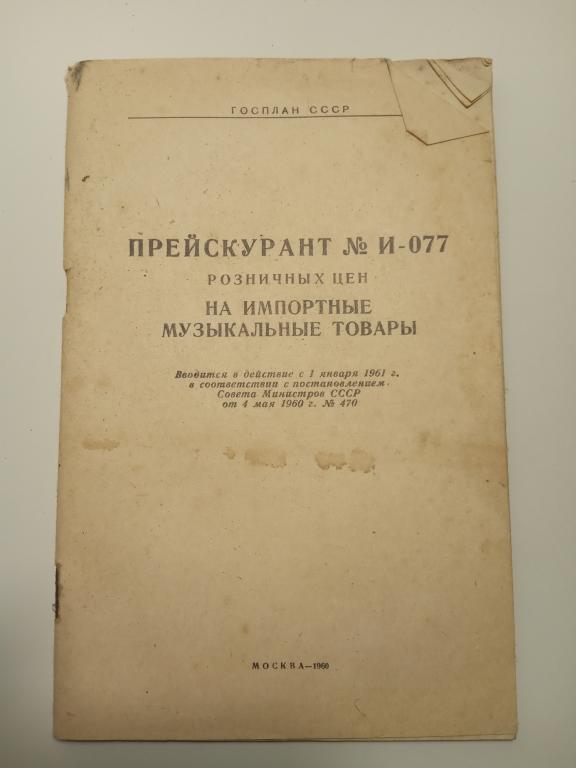 ГОСПЛАН СССР
ПРЕЙСКУРАНТ № И-077
РОЗНИЧНЫХ ЦЕН
НА ИМПОРТНЫЕ
МУЗЫКАЛЬНЫЕ ТОВАРЫ
Вводится в действие с 1 января 1961 г.
в соответствии с постановлением
Совета Министров СССР
от 4 мая 1960 г. № 470
МОСКВА—1960